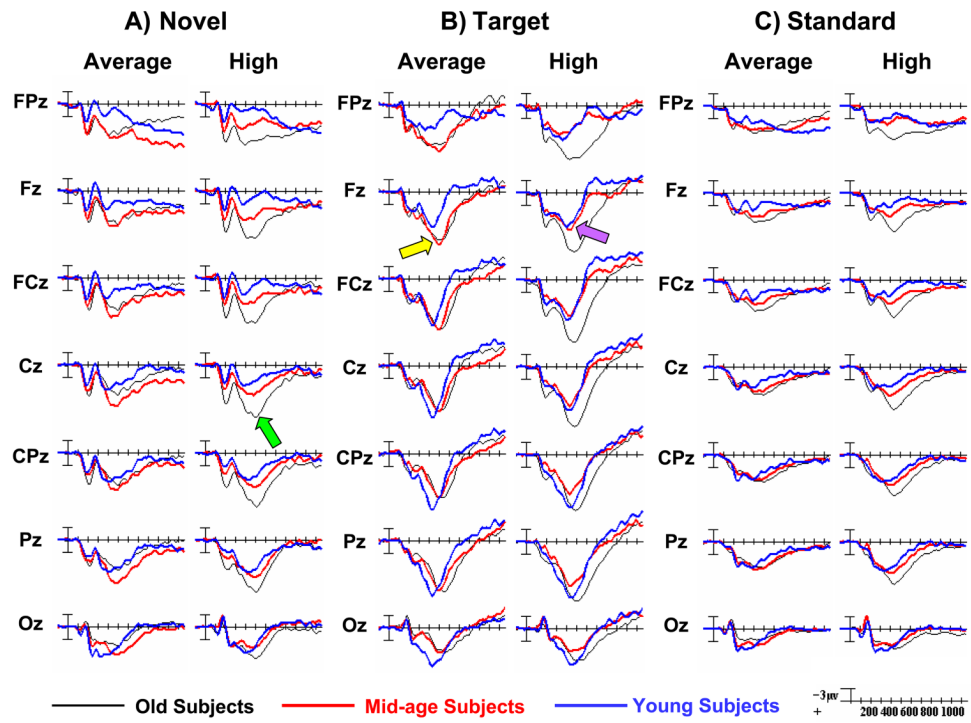 A) Novel B) Target C) Standard
Average High Average High Average High
FPz FPz FPz
Fz Fz Fz
FCz FCz FCz
Cz Cz Cz
CPz CPz CPz
Pz Pz Pz
Oz Oz Oz
Old Subjects Mid-age Subjects Young Subjects
−3µv
+ 200 400 600 800 1000